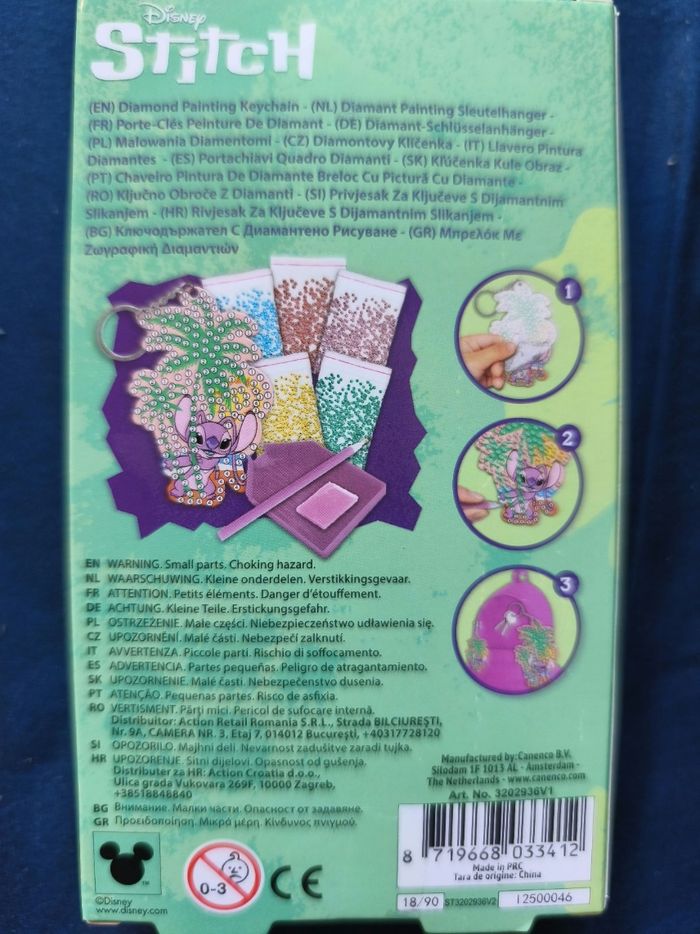 Disney
Stitch
(EN) Diamond Painting Keychain - (NL) Diamant Painting Sleutelhanger -
(FR) Porte-Clés Peinture De Diamant - (DE) Diamant-Schlüsselanhänger -
(PL) Malowania Diamentomi - (CZ) Diamontovy Klíčenka - (IT) Llavero Pintura
Diamantes - (ES) Portachiavi Quadro Diamanti - (SK) Kľúčenka Kule Obraz -
(PT) Chaveiro Pintura De Diamante Breloc Cu Pictură Cu Diamante -
(RO) Ključno Obroče Z Diamanti - (SI) Privjesak Za Ključeve S Dijamantnim
Slikanjem - (HR) Rivjesak Za Ključeve S Dijamantnim Slikanjem -
(BG) Ключодържател С Диамантено Рисуване - (GR) Μπρελόκ Με
Ζωγραφική Διαμαντιών
1
2
3
EN WARNING. Small parts. Choking hazard.
NL WAARSCHUWING. Kleine onderdelen. Verstikkingsgevaar.
FR ATTENTION. Petits éléments. Danger d'étouffement.
DE ACHTUNG. Kleine Teile. Erstickungsgefahr.
PL OSTRZEŻENIE. Małe części. Niebezpieczeństwo udławienia się.
CZ UPOZORNĚNÍ. Malé části. Nebezpečí zalknutí.
IT AVVERTENZA. Piccole parti. Rischio di soffocamento.
ES ADVERTENCIA. Partes pequeñas. Peligro de atragantamiento.
SK UPOZORNENIE. Malé časti. Nebezpečenstvo dusenia.
PT ATENÇÃO. Pequenas partes. Risco de asfixia.
RO VERTISMENT. Părți mici. Pericol de sufocare internă.
Distribuitor: Action Retail Romania S.R.L., Strada BILCIUREȘTI,
Nr. 9A, CAMERA NR. 3, Etaj 7, 014012 București, +40317728120
SI OPOZORILO. Majhni deli. Nevarnost zadušitve zaradi tujka.
HR UPOZORENJE. Sitni dijelovi. Opasnost od gušenja.
Distributer za HR: Action Croatia d.o.o.,
Ulica grada Vukovara 269F, 10000 Zagreb,
+38518848840
BG Внимание. Малки части. Опасност от задавяне.
GR Προειδοποίηση. Μικρά μέρη. Κίνδυνος πνιγμού.
Manufactured by: Canenco B.V.
Silodam 1F 1013 AL - Amsterdam -
The Netherlands - www.canenco.com
Art. No. 3202936V1
8 719668 033412
Made in PRC
Tara de origine: China
18/90 ST3202936V2 12500046
0-3
CE
TM
©Disney
www.disney.com